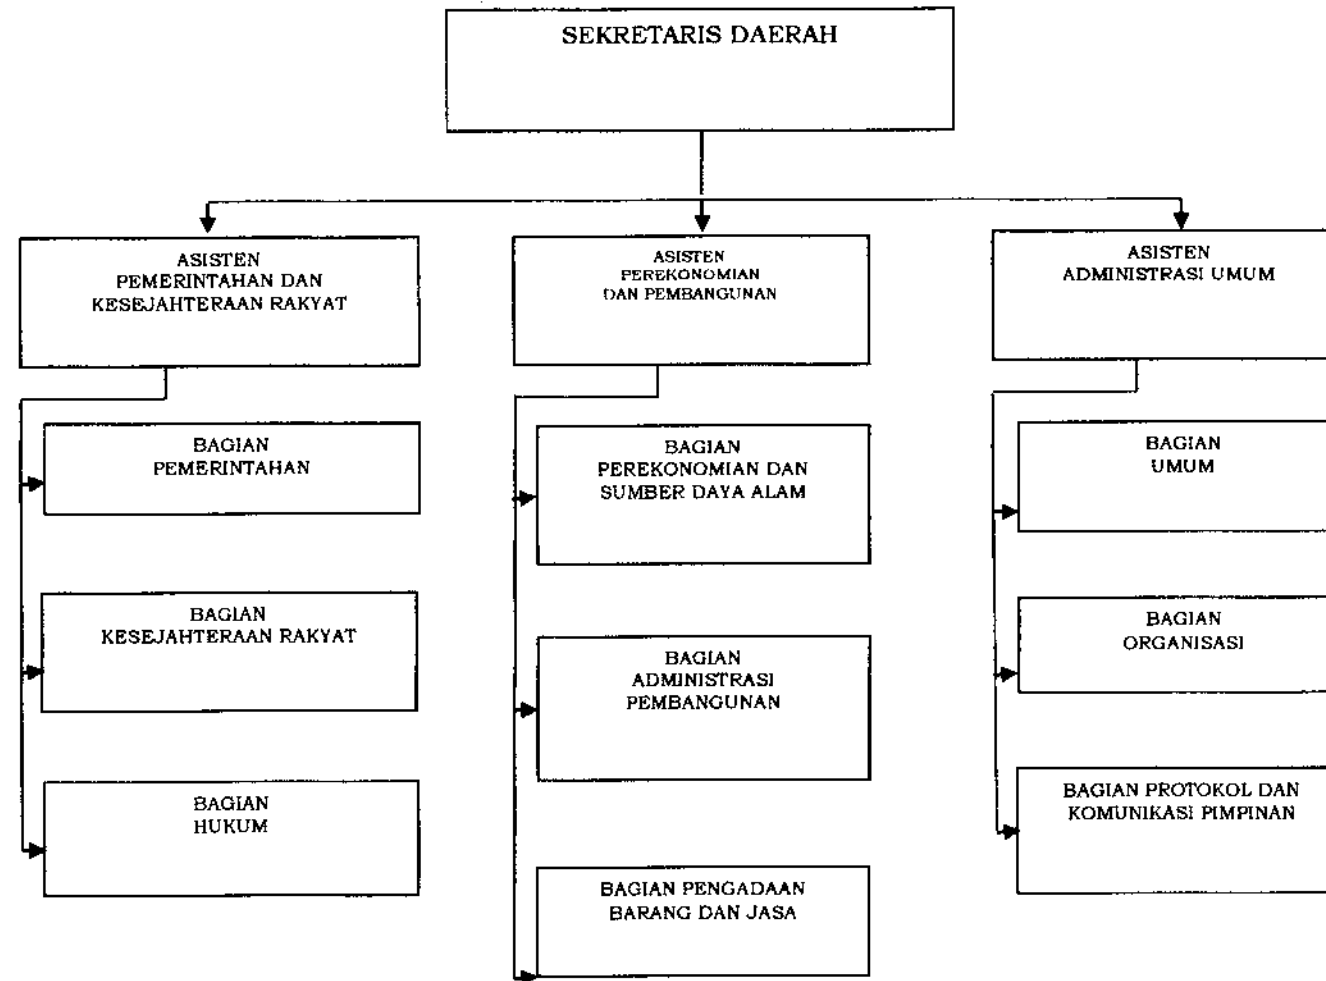 SEKRETARIS DAERAH
ASISTEN
PEMERINTAHAN DAN
KESEJAHTERAAN RAKYAT
ASISTEN
PEREKONOMIAN
DAN PEMBANGUNAN
ASISTEN
ADMINISTRASI UMUM
BAGIAN
PEMERINTAHAN
BAGIAN
KESEJAHTERAAN RAKYAT
BAGIAN
HUKUM
BAGIAN
PEREKONOMIAN DAN
SUMBER DAYA ALAM
BAGIAN
ADMINISTRASI
PEMBANGUNAN
BAGIAN PENGADAAN
BARANG DAN JASA
BAGIAN
UMUM
BAGIAN
ORGANISASI
BAGIAN PROTOKOL DAN
KOMUNIKASI PIMPINAN